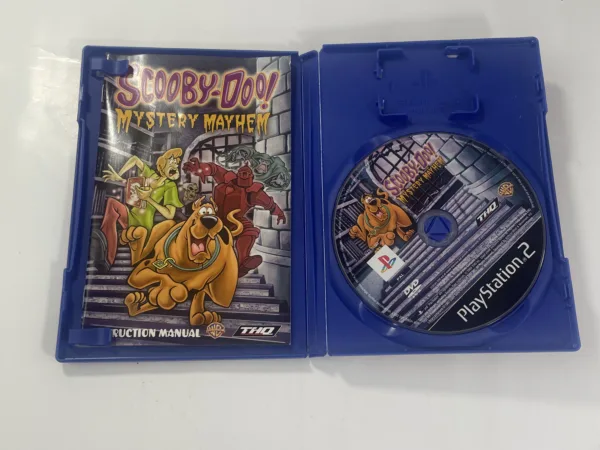 SCOOBY-DOO!
MYSTERY MAYHEM
RUCTION MANUAL
THQ
SCOOBY-DOO!
MYSTERY MAYHEM
THQ
DVD
PlayStation.2